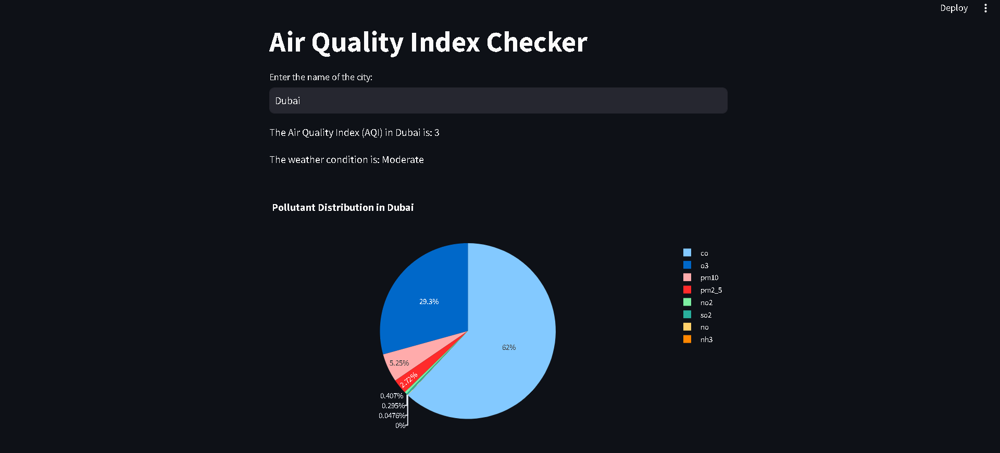 Deploy
Air Quality Index Checker
Enter the name of the city:
Dubai
The Air Quality Index (AQI) in Dubai is: 3
The weather condition is: Moderate
Pollutant Distribution in Dubai
co
o3
pm10
pm2_5
no2
so2
no
nh3
29.3%
62%
5.25%
2.72%
0.407%
0.295%
0.0476%
0%